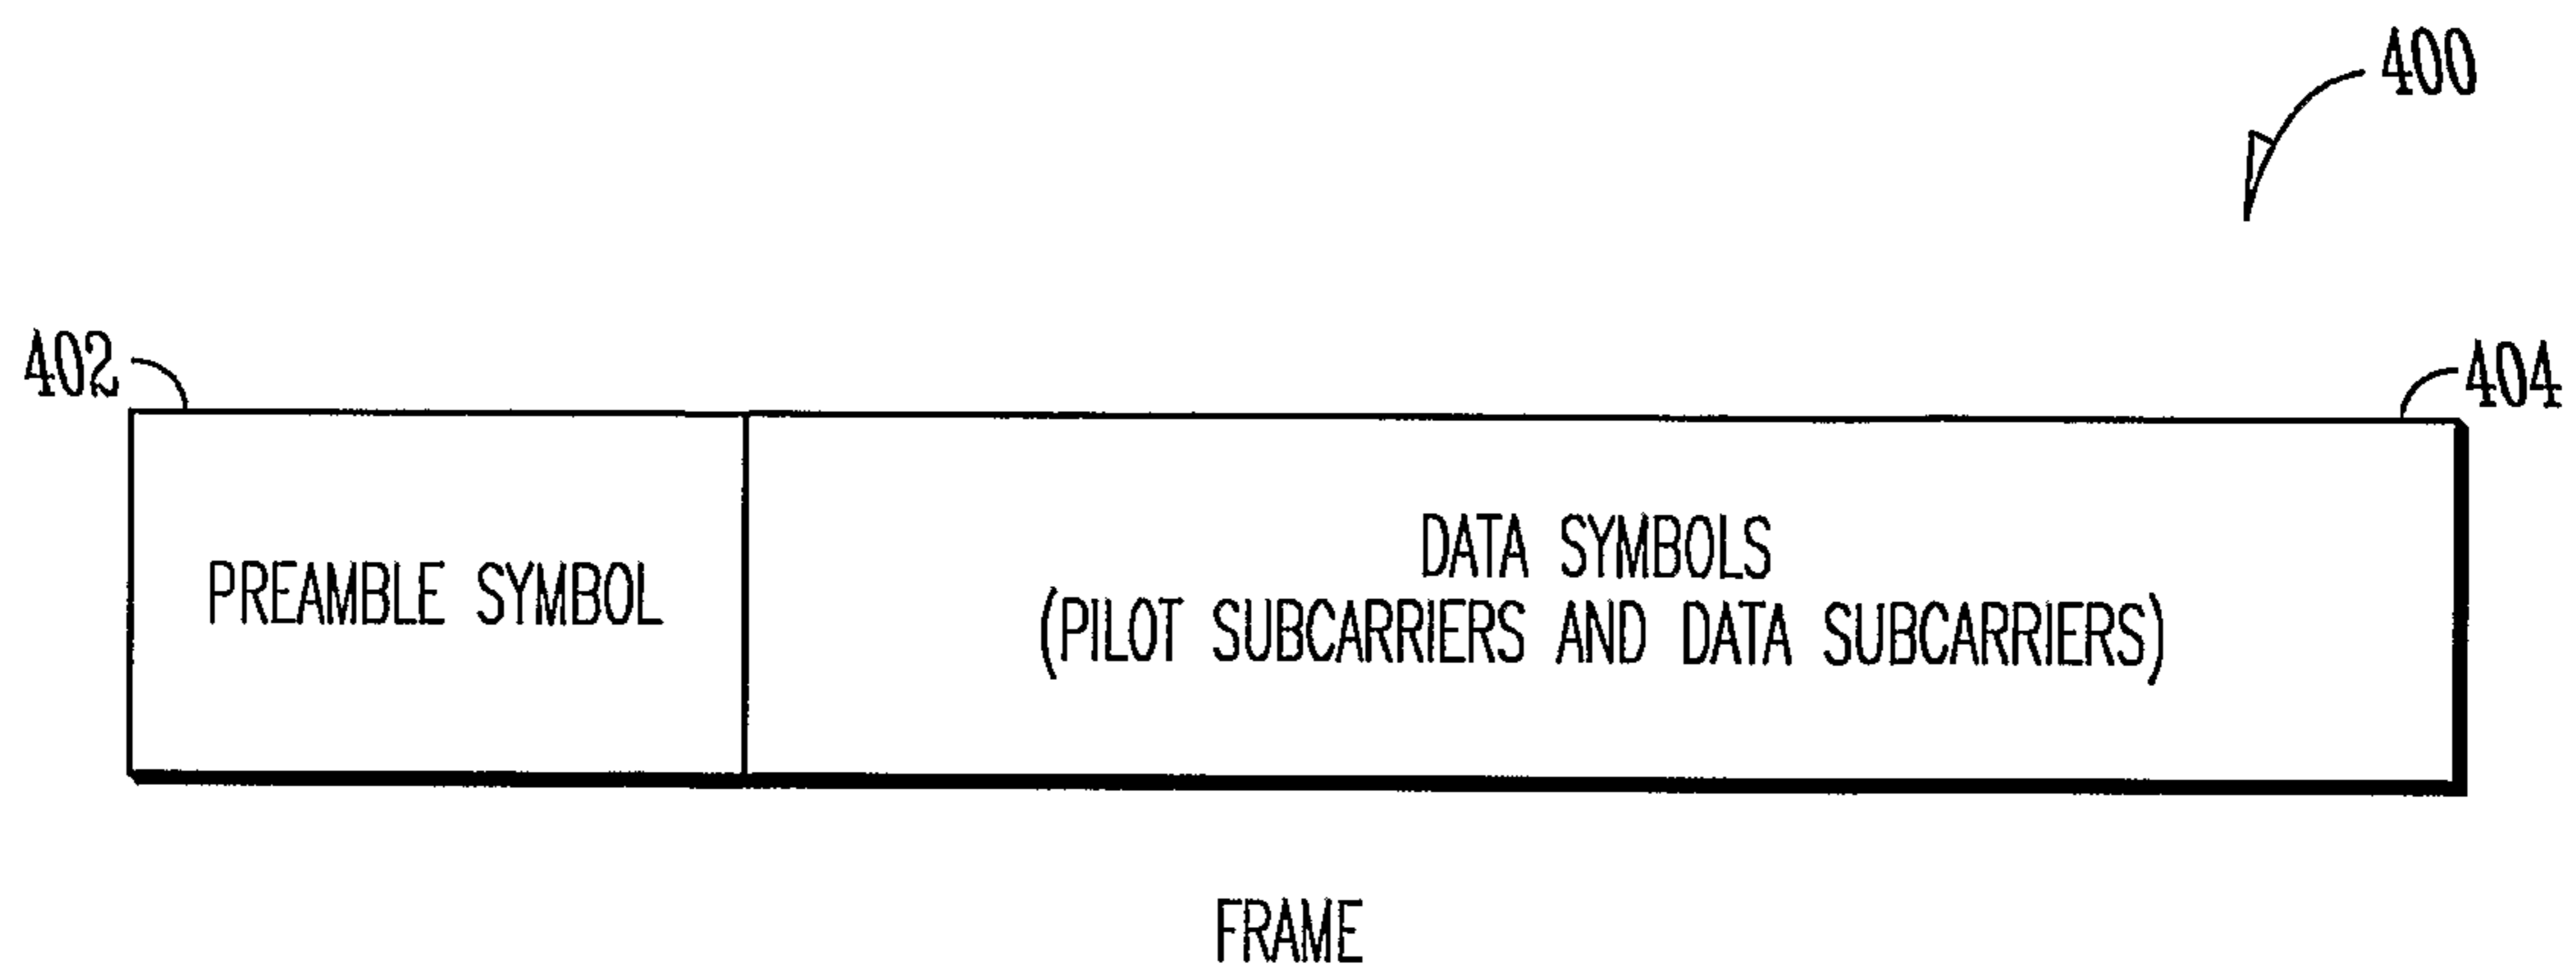 400
402
404
PREAMBLE SYMBOL
DATA SYMBOLS
(PILOT SUBCARRIERS AND DATA SUBCARRIERS)
FRAME